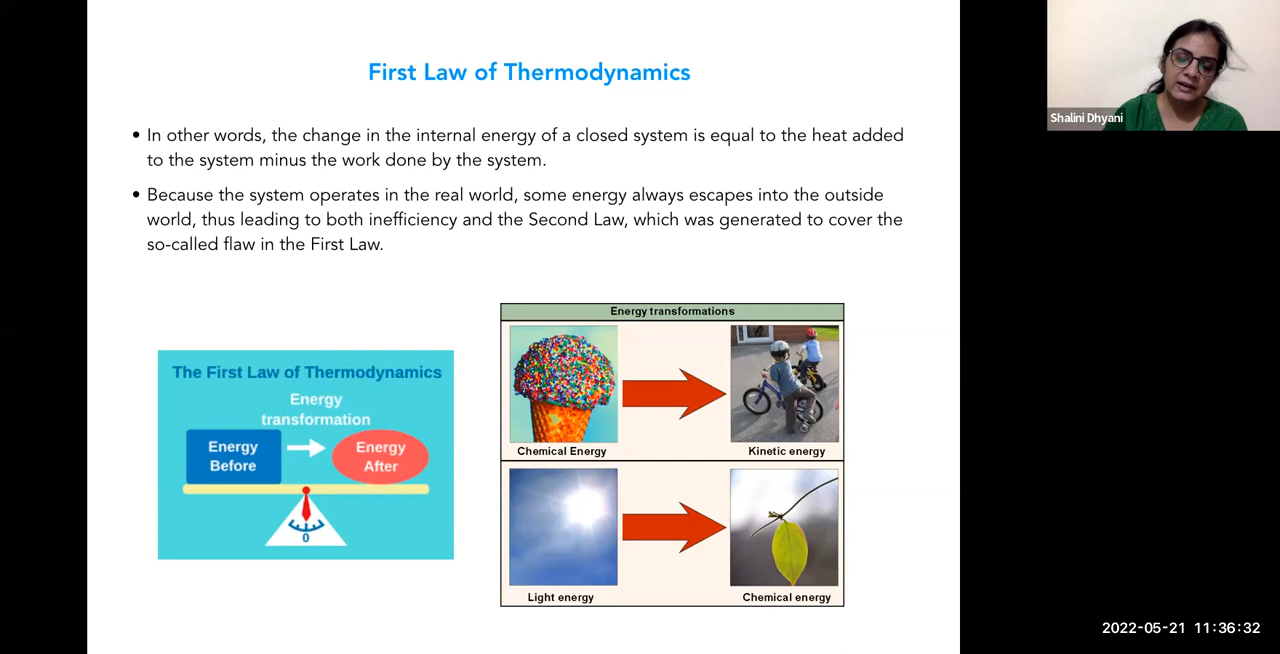 First Law of Thermodynamics
• In other words, the change in the internal energy of a closed system is equal to the heat added
to the system minus the work done by the system.
• Because the system operates in the real world, some energy always escapes into the outside
world, thus leading to both inefficiency and the Second Law, which was generated to cover the
so-called flaw in the First Law.
The First Law of Thermodynamics
Energy
transformation
Energy
Before
Energy
After
0
Energy transformations
Chemical Energy
Kinetic energy
Light energy
Chemical energy
Shalini Dhyani
2022-05-21 11:36:32